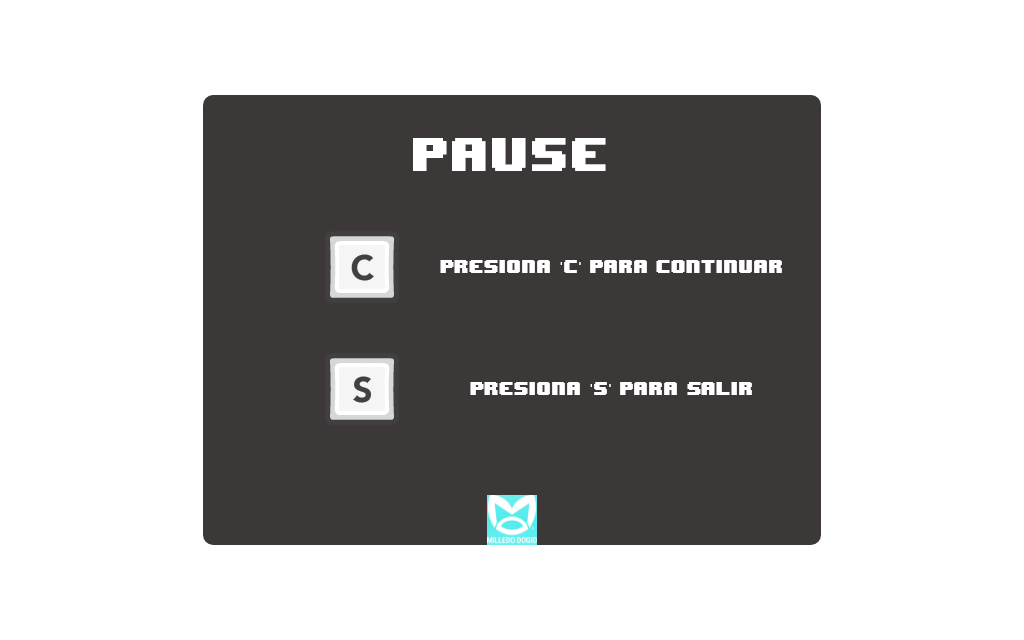 PAUSE
C
PRESIONA 'C' PARA CONTINUAR
S
PRESIONA 'S' PARA SALIR
MILLEDO DOGIO